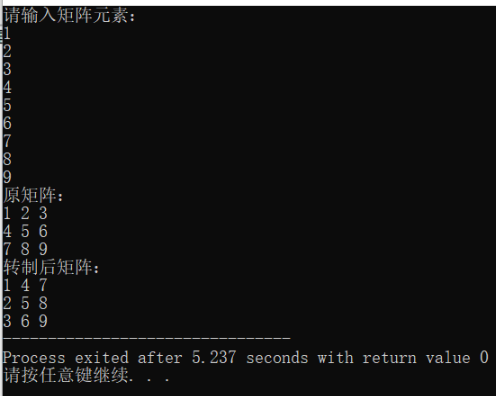 请输入矩阵元素：
1
2
3
4
5
6
7
8
9
原矩阵：
1 2 3
4 5 6
7 8 9
转制后矩阵：
1 4 7
2 5 8
3 6 9
--------------------------------
Process exited after 5.237 seconds with return value 0
请按任意键继续. . .